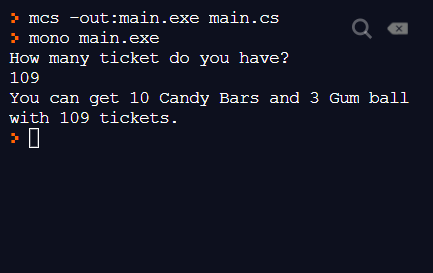 > mcs -out:main.exe main.cs
> mono main.exe
How many ticket do you have?
109
You can get 10 Candy Bars and 3 Gum ball
with 109 tickets.
>